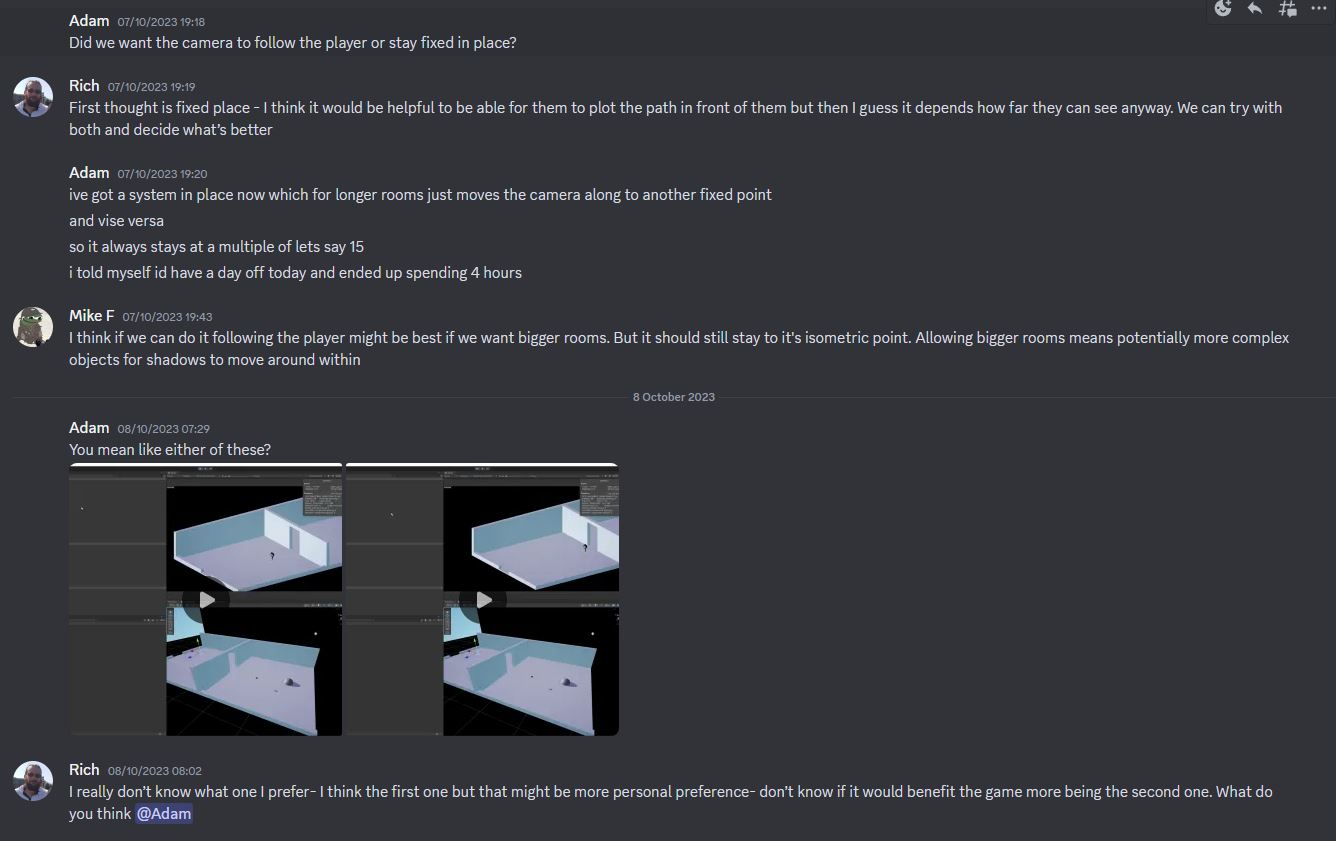 Adam 07/10/2023 19:18
Did we want the camera to follow the player or stay fixed in place?
Rich 07/10/2023 19:19
First thought is fixed place - I think it would be helpful to be able for them to plot the path in front of them but then I guess it depends how far they can see anyway. We can try with
both and decide what's better
Adam 07/10/2023 19:20
ive got a system in place now which for longer rooms just moves the camera along to another fixed point
and vise versa
so it always stays at a multiple of lets say 15
i told myself id have a day off today and ended up spending 4 hours
Mike F 07/10/2023 19:43
I think if we can do it following the player might be best if we want bigger rooms. But it should still stay to it's isometric point. Allowing bigger rooms means potentially more complex
objects for shadows to move around within
8 October 2023
Adam 08/10/2023 07:29
You mean like either of these?
Rich 08/10/2023 08:02
I really don't know what one I prefer- I think the first one but that might be more personal preference- don't know if it would benefit the game more being the second one. What do
you think @Adam